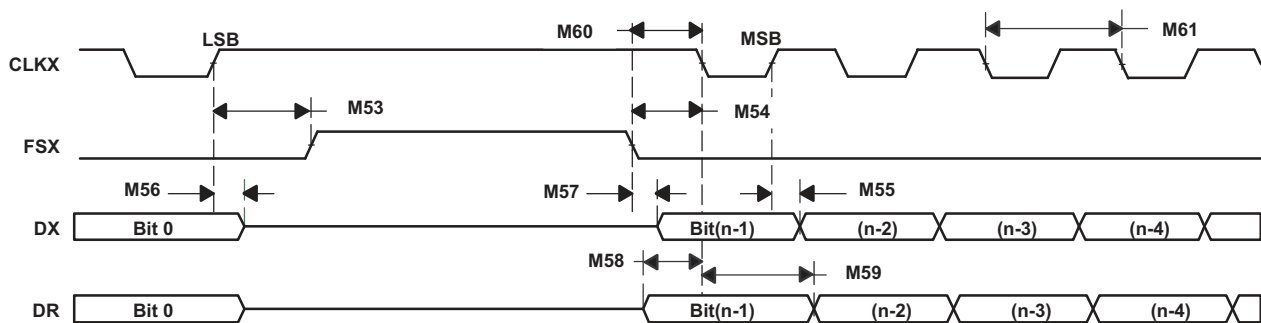 LSB
M60
MSB
M61
CLKX
M53
M54
FSX
M56
M57
M55
DX
Bit 0
Bit(n-1)
(n-2)
(n-3)
(n-4)
M58
M59
DR
Bit 0
Bit(n-1)
(n-2)
(n-3)
(n-4)